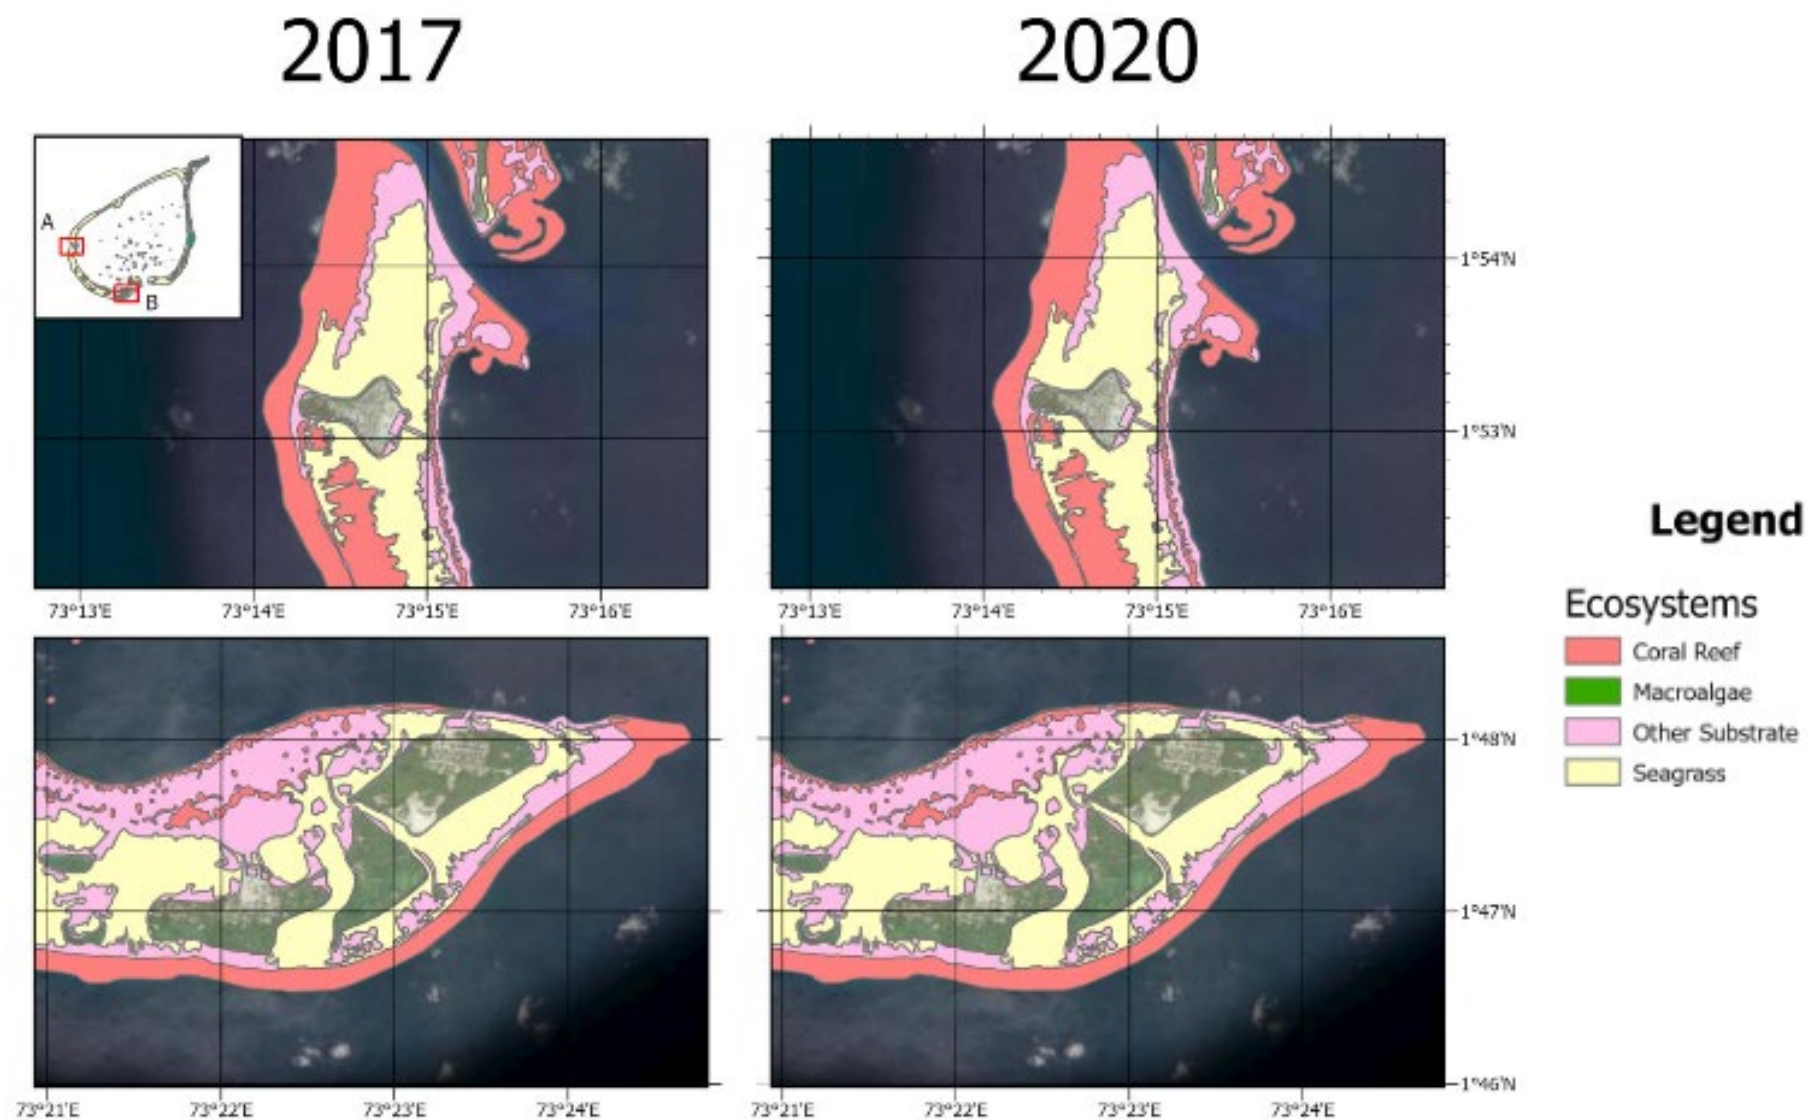 2017
2020
A
B
1°54'N
1°53'N
73°13'E
73°14'E
73°15'E
73°16'E
73°13'E
73°14'E
73°15'E
73°16'E
Legend
Ecosystems
Coral Reef
Macroalgae
Other Substrate
Seagrass
1°48'N
1°47'N
1°46'N
73°21'E
73°22'E
73°23'E
73°24'E
73°21'E
73°22'E
73°23'E
73°24'E